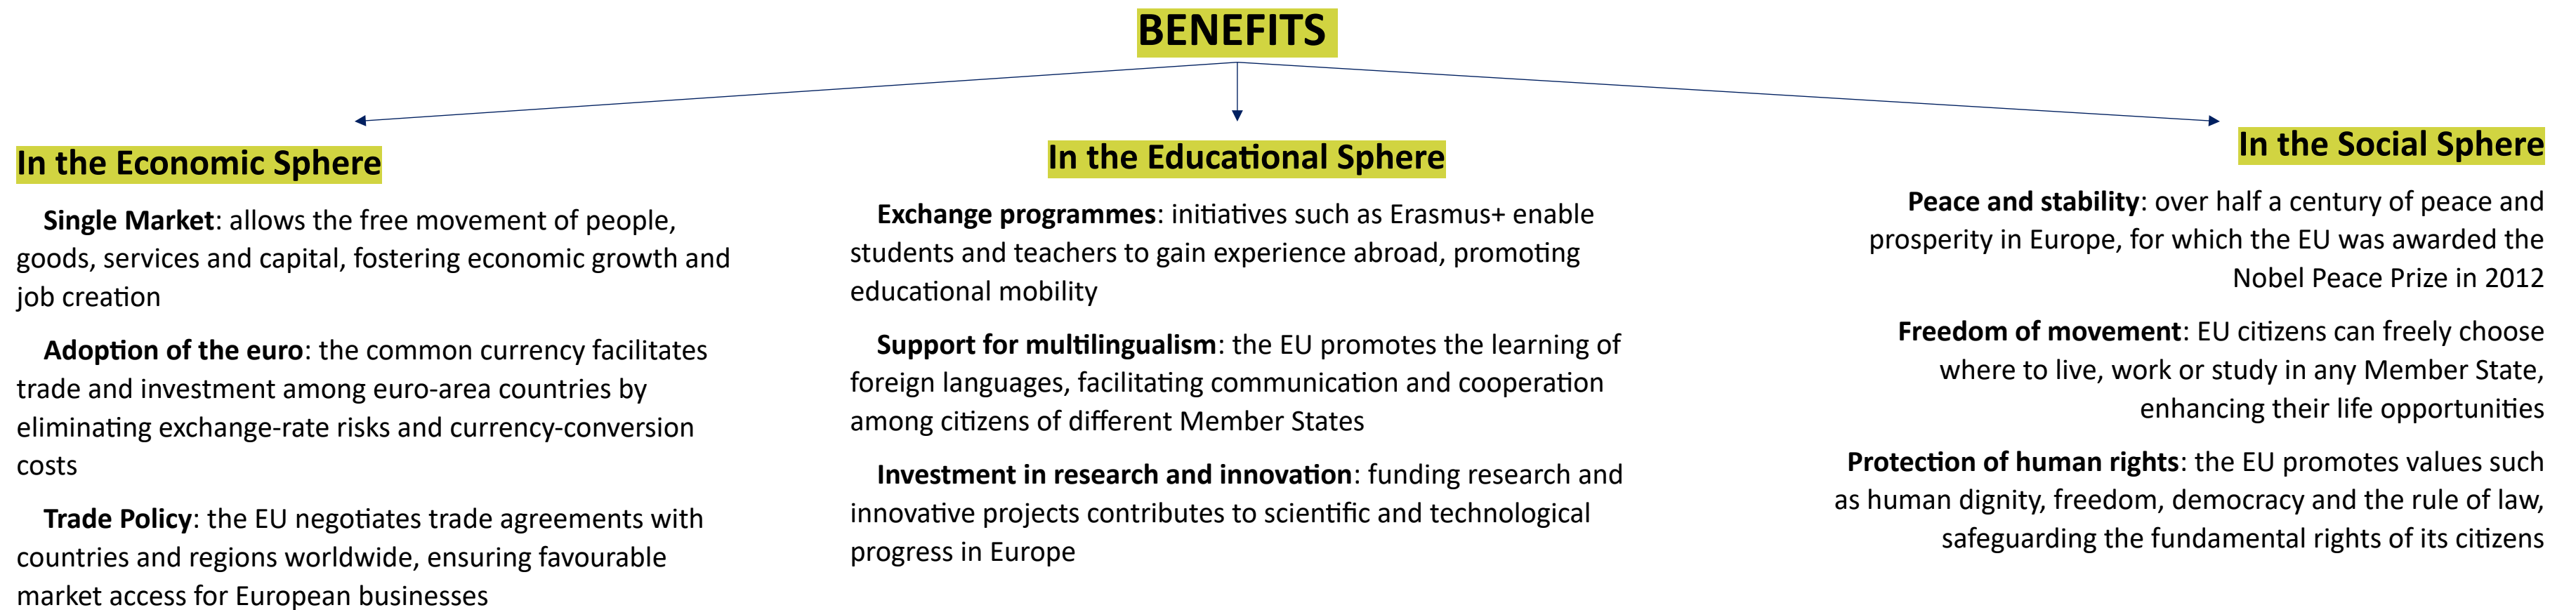 BENEFITS
In the Economic Sphere
Single Market: allows the free movement of people,
goods, services and capital, fostering economic growth and
job creation
Adoption of the euro: the common currency facilitates
trade and investment among euro-area countries by
eliminating exchange-rate risks and currency-conversion
costs
Trade Policy: the EU negotiates trade agreements with
countries and regions worldwide, ensuring favourable
market access for European businesses
In the Educational Sphere
Exchange programmes: initiatives such as Erasmus+ enable
students and teachers to gain experience abroad, promoting
educational mobility
Support for multilingualism: the EU promotes the learning of
foreign languages, facilitating communication and cooperation
among citizens of different Member States
Investment in research and innovation: funding research and
innovative projects contributes to scientific and technological
progress in Europe
In the Social Sphere
Peace and stability: over half a century of peace and
prosperity in Europe, for which the EU was awarded the
Nobel Peace Prize in 2012
Freedom of movement: EU citizens can freely choose
where to live, work or study in any Member State,
enhancing their life opportunities
Protection of human rights: the EU promotes values such
as human dignity, freedom, democracy and the rule of law,
safeguarding the fundamental rights of its citizens